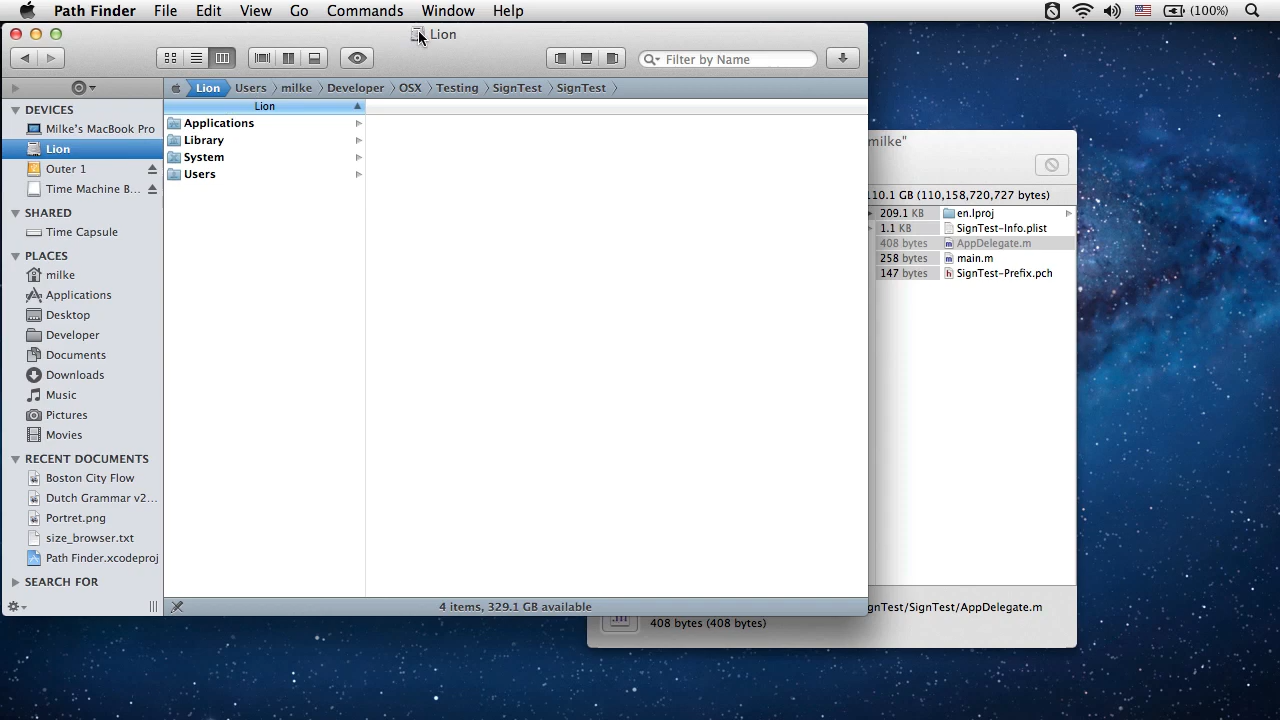 Path Finder File Edit View Go Commands Window Help (100%)
Lion
Filter by Name
Lion Users milke Developer OSX Testing SignTest SignTest
DEVICES
Milke's MacBook Pro
Lion
Outer 1
Time Machine B...
SHARED
Time Capsule
PLACES
milke
Applications
Desktop
Developer
Documents
Downloads
Music
Pictures
Movies
RECENT DOCUMENTS
Boston City Flow
Dutch Grammar v2...
Portret.png
size_browser.txt
Path Finder.xcodeproj
SEARCH FOR
Lion
Applications
Library
System
Users
4 items, 329.1 GB available
milke"
110.1 GB (110,158,720,727 bytes)
209.1 KB en.lproj
1.1 KB SignTest-Info.plist
408 bytes AppDelegate.m
258 bytes main.m
147 bytes SignTest-Prefix.pch
gnTest/SignTest/AppDelegate.m
408 bytes (408 bytes)